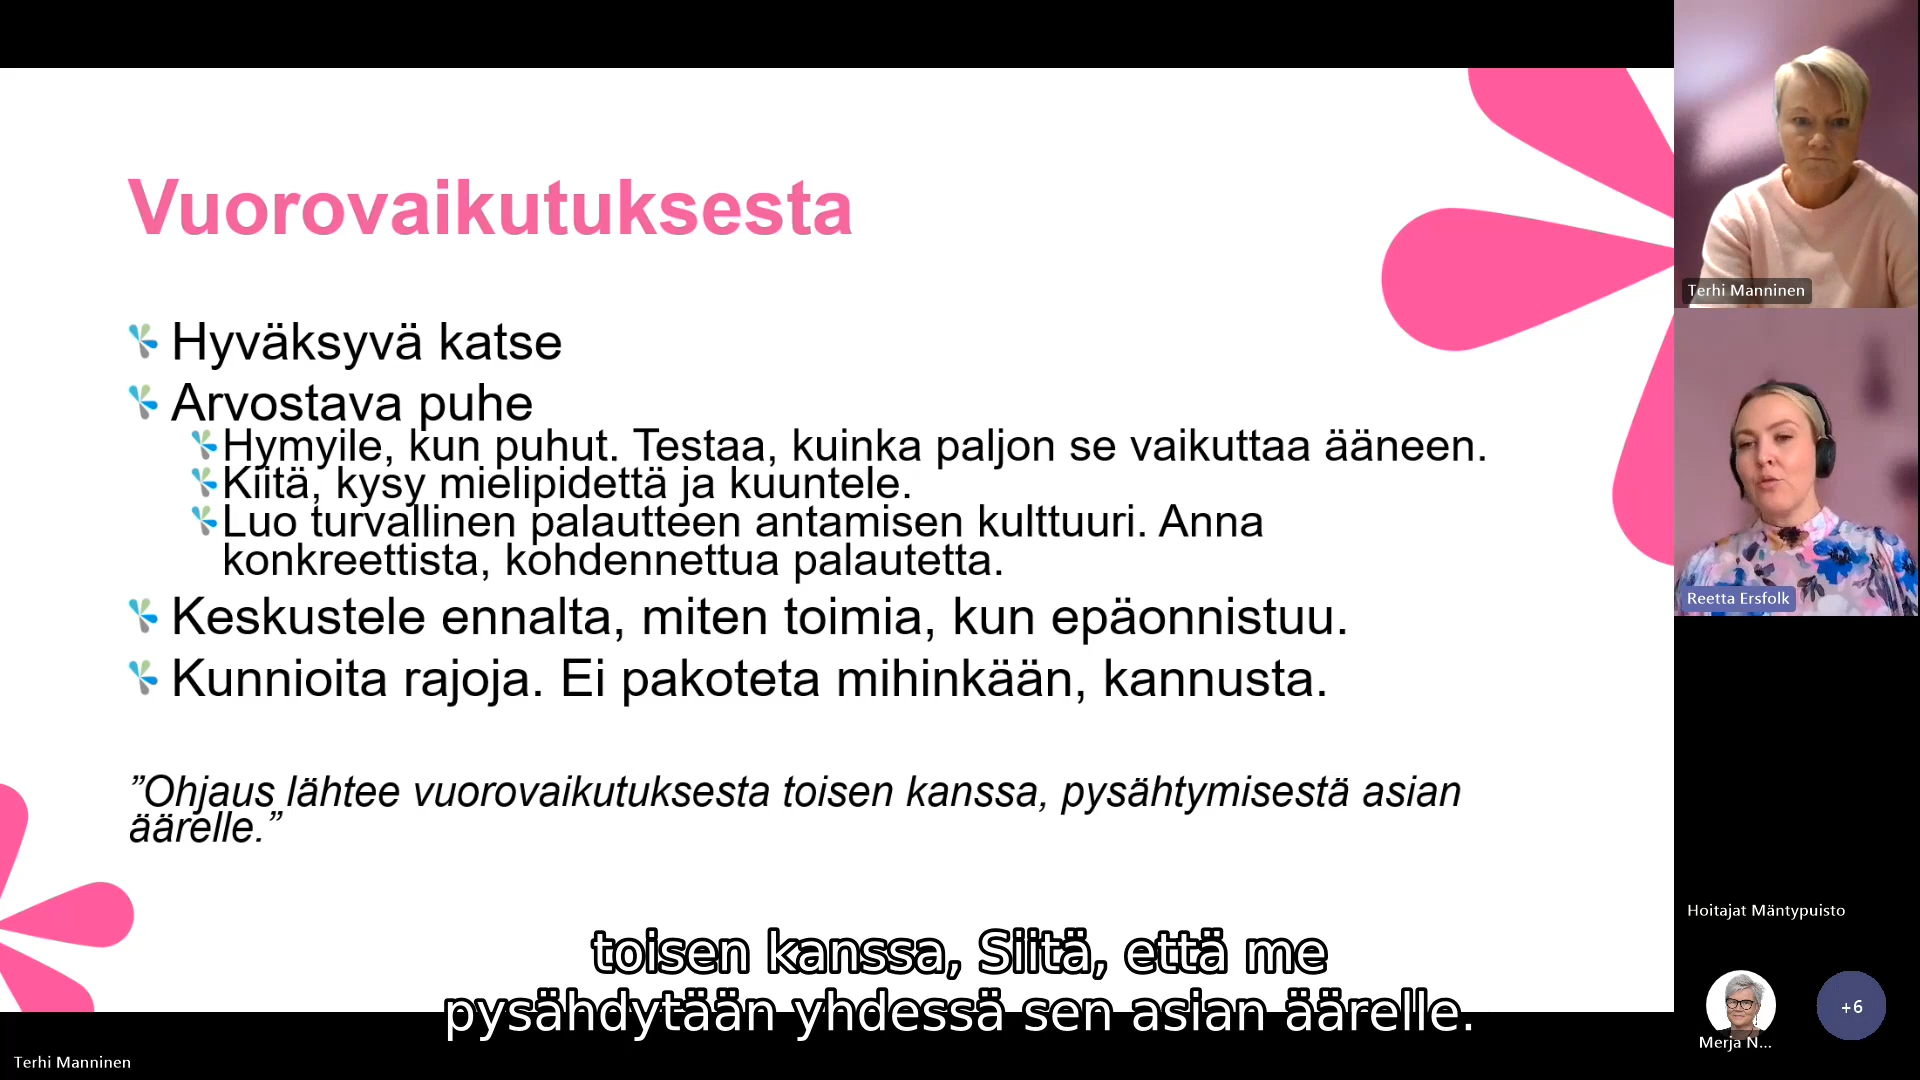 Vuorovaikutuksesta
Hyväksyvä katse
Arvostava puhe
Hymyile, kun puhut. Testaa, kuinka paljon se vaikuttaa ääneen.
Kiitä, kysy mielipidettä ja kuuntele.
Luo turvallinen palautteen antamisen kulttuuri. Anna
konkreettista, kohdennettua palautetta.
Keskustele ennalta, miten toimia, kun epäonnistuu.
Kunnioita rajoja. Ei pakoteta mihinkään, kannusta.
”Ohjaus lähtee vuorovaikutuksesta toisen kanssa, pysähtymisestä asian
äärelle.”
toisen kanssa, Siitä, että me
pysähdytään yhdessä sen asian äärelle.
Terhi Manninen
Terhi Manninen
Reetta Ersfolk
Hoitajat Mäntypuisto
Merja N...
+6